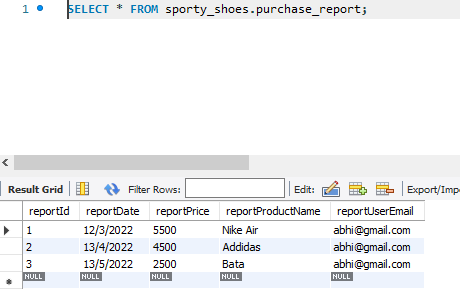 1 SELECT * FROM sporty_shoes.purchase_report;
Result Grid Filter Rows: Edit: Export/Impo
reportId reportDate reportPrice reportProductName reportUserEmail
1 12/3/2022 5500 Nike Air abhi@gmail.com
2 13/4/2022 4500 Addidas abhi@gmail.com
3 13/5/2022 2500 Bata abhi@gmail.com
NULL NULL NULL NULL NULL